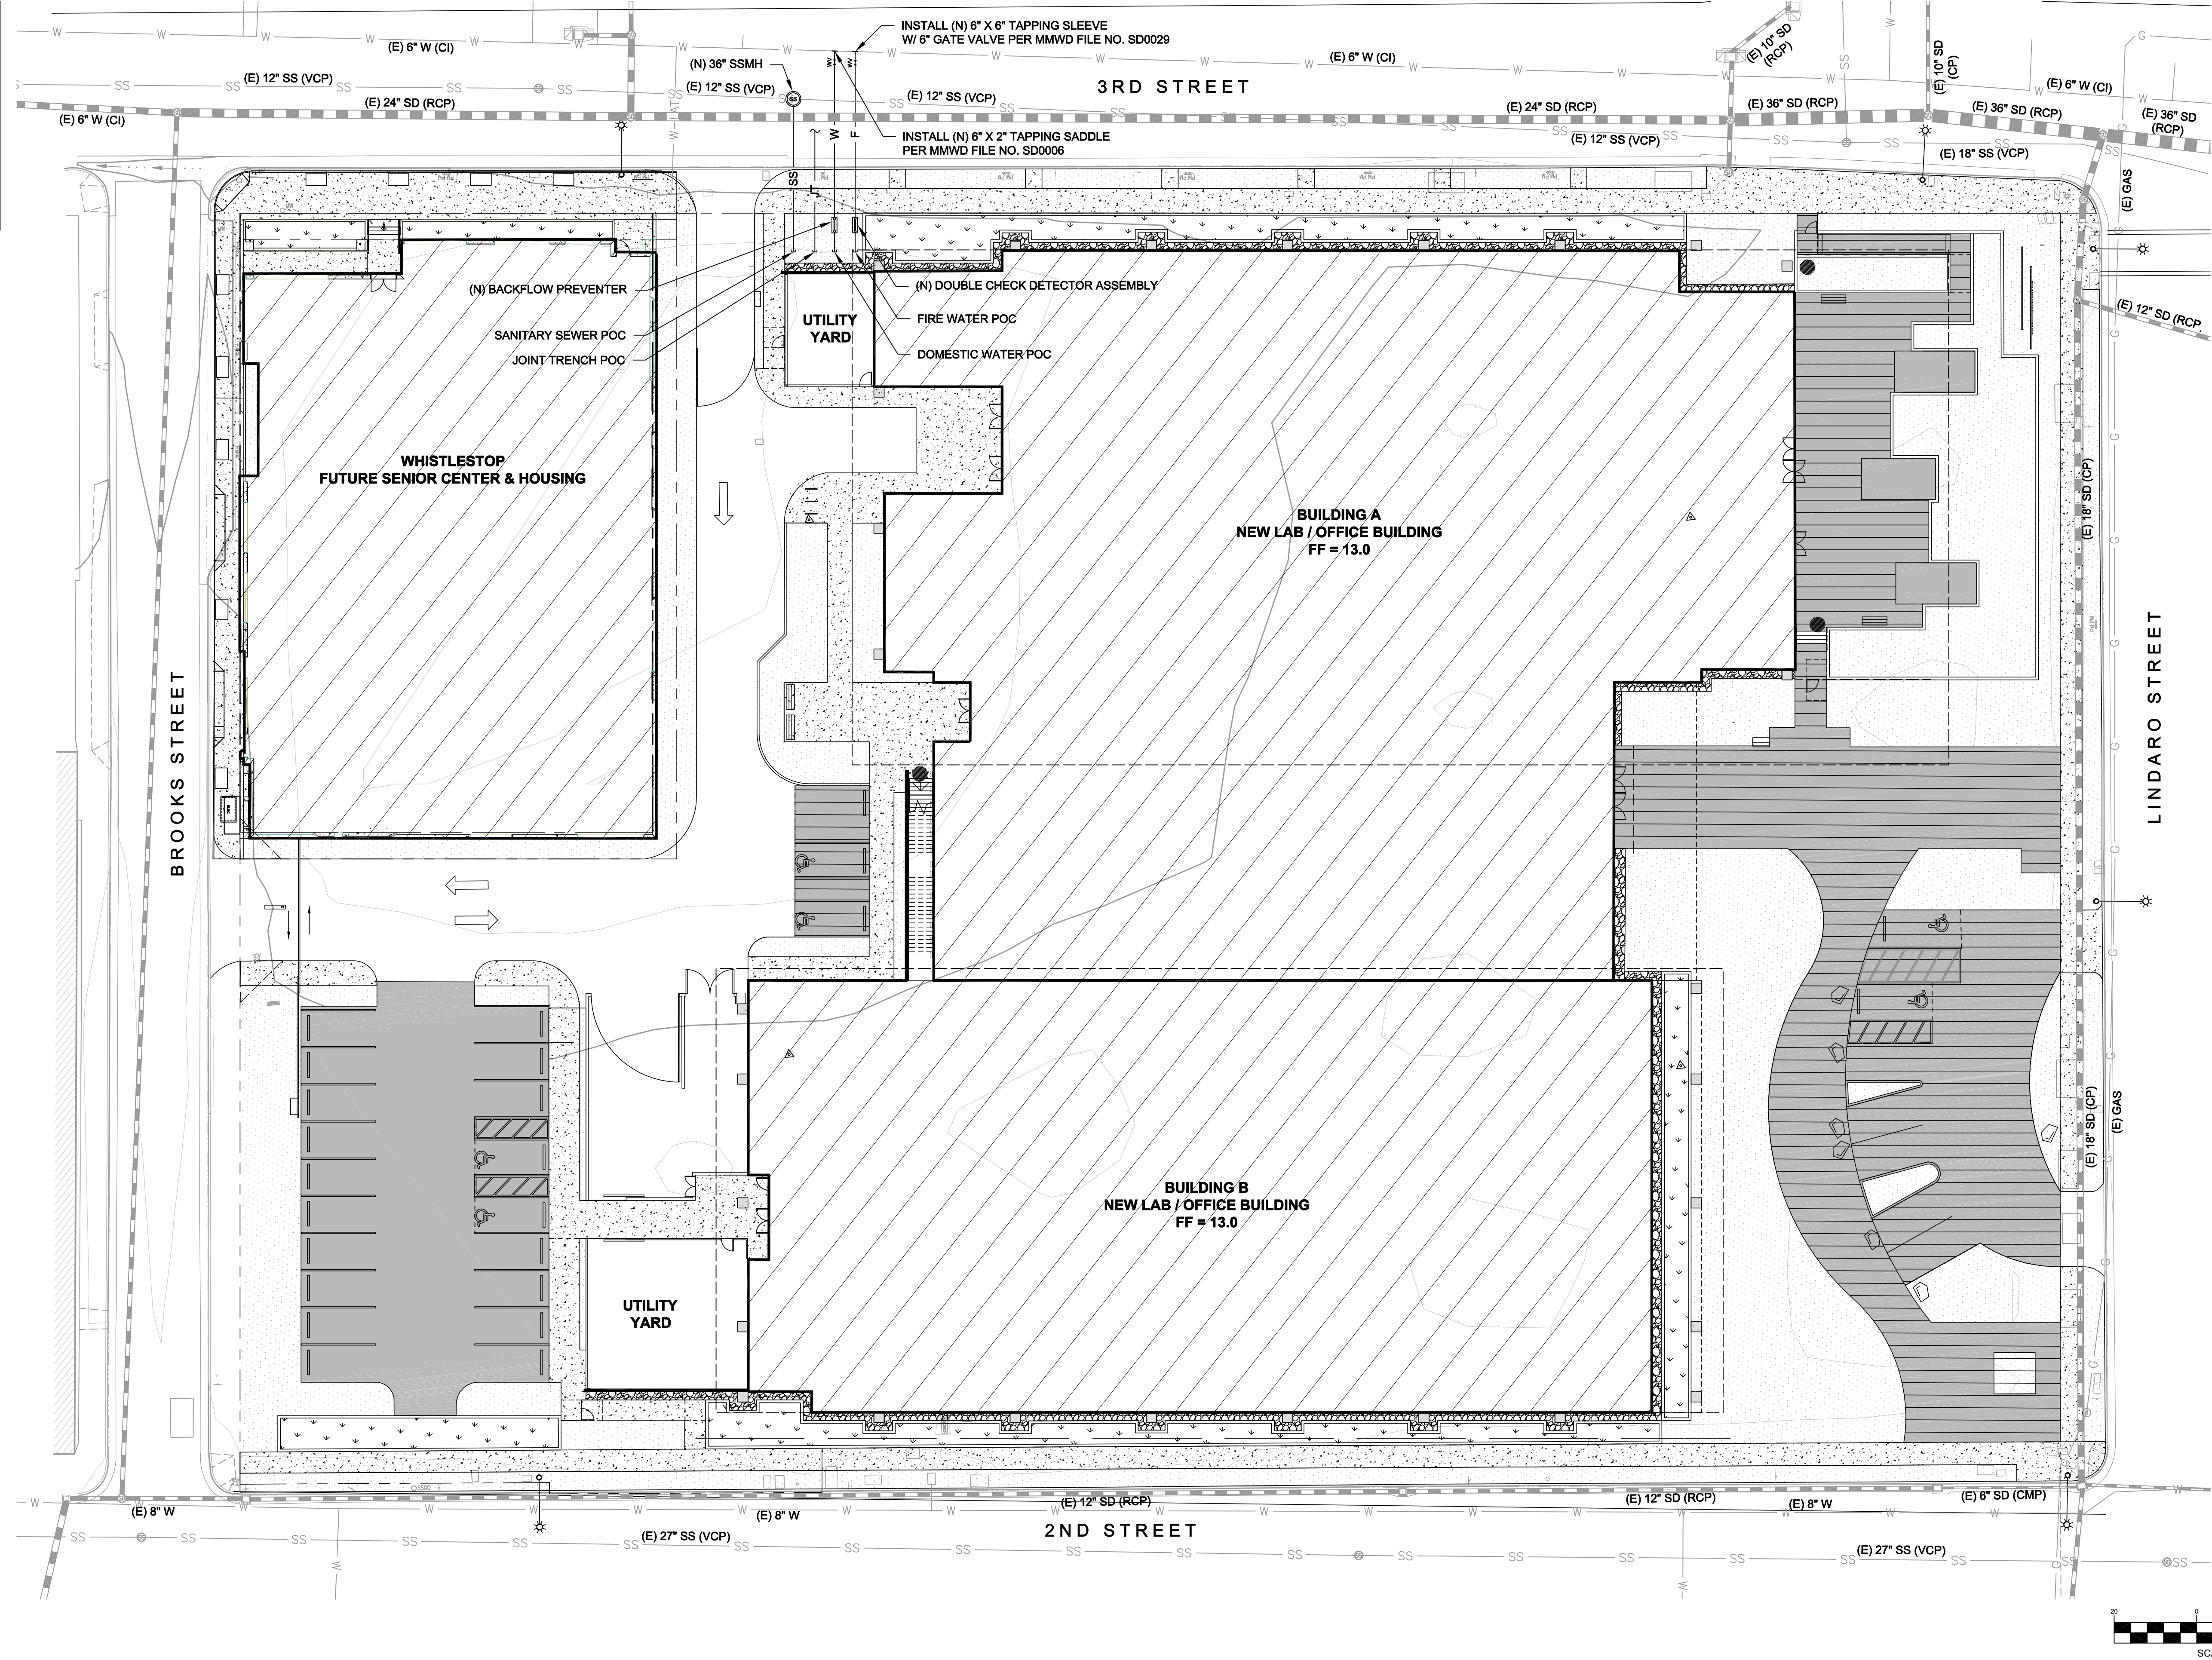 INSTALL (N) 6" X 6" TAPPING SLEEVE
W/ 6" GATE VALVE PER MMWD FILE NO. SD0029
(E) 6" W (CI)
(E) 6" W (CI)
(E) 10" SD
(RCP)
(E) 10" SD
(CP)
(N) 36" SSMH
SS
(E) 12" SS (VCP)
(E) 12" SS (VCP)
(E) 12" SS (VCP)
3RD STREET
(E) 6" W (CI)
(E) 24" SD (RCP)
(E) 24" SD (RCP)
(E) 36" SD (RCP)
(E) 36" SD (RCP)
(E) 36" SD
(RCP)
(E) 6" W (CI)
INSTALL (N) 6" X 2" TAPPING SADDLE
PER MMWD FILE NO. SD0006
(E) 12" SS (VCP)
(E) 18" SS (VCP)
SS
JT
W
F
(E) GAS
(N) BACKFLOW PREVENTER
(N) DOUBLE CHECK DETECTOR ASSEMBLY
SANITARY SEWER POC
FIRE WATER POC
JOINT TRENCH POC
DOMESTIC WATER POC
UTILITY
YARD
(E) 12" SD (RCP
WHISTLESTOP
FUTURE SENIOR CENTER & HOUSING
BUILDING A
NEW LAB / OFFICE BUILDING
FF = 13.0
(E) 18" SD (CP)
BROOKS STREET
LINDARO STREET
BUILDING B
NEW LAB / OFFICE BUILDING
FF = 13.0
(E) 18" SD (CP)
(E) GAS
UTILITY
YARD
(E) 8" W
(E) 8" W
(E) 12" SD (RCP)
(E) 12" SD (RCP)
(E) 8" W
(E) 6" SD (CMP)
2ND STREET
(E) 27" SS (VCP)
(E) 27" SS (VCP)
20
0